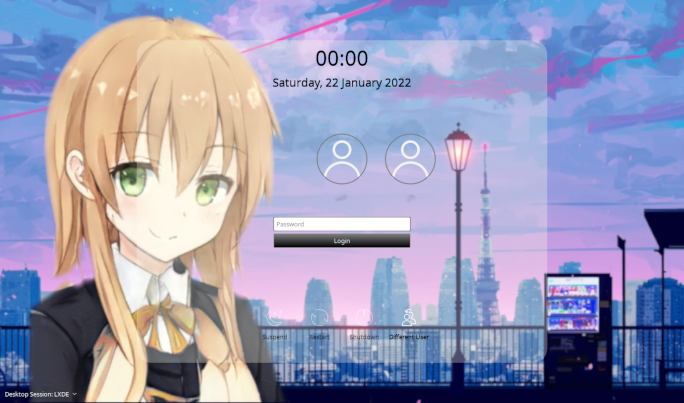 00:00
Saturday, 22 January 2022
Password
Login
Suspend
Restart
Shutdown
Different User
Desktop Session: LXDE